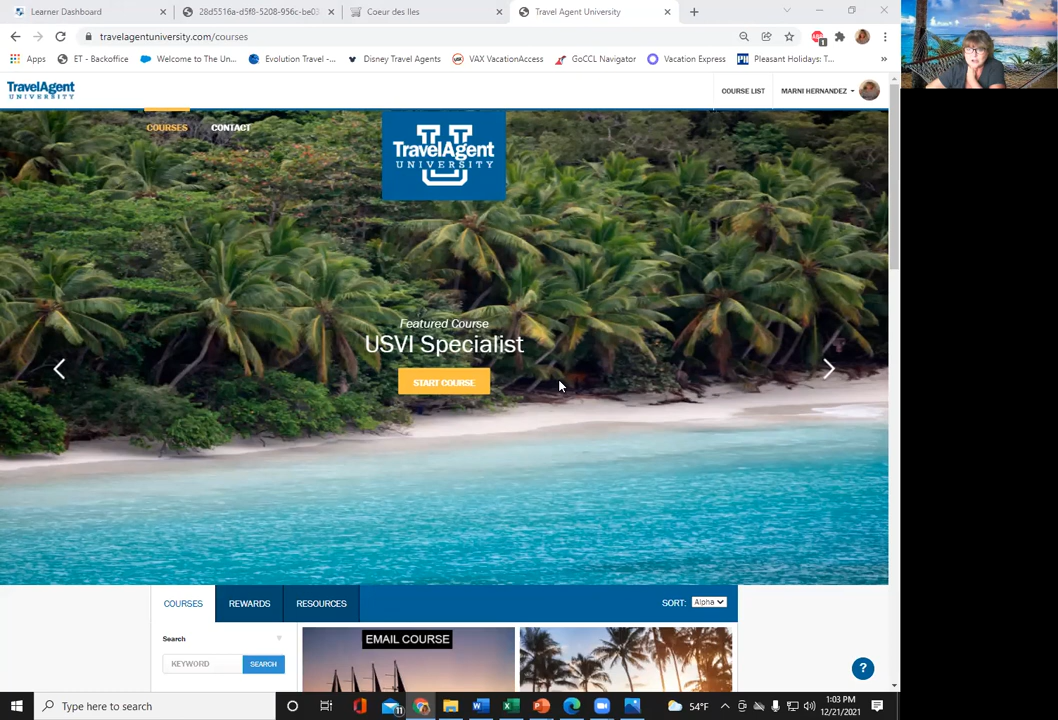 Learner Dashboard
28d5516a-d5f8-5208-956c-be03
Coeur des Iles
Travel Agent University
travelagentuniversity.com/courses
Apps
ET - Backoffice
Welcome to The Un...
Evolution Travel -...
Disney Travel Agents
VAX VacationAccess
GoCCL Navigator
Vacation Express
Pleasant Holidays: T...
TravelAgent
UNIVERSITY
COURSE LIST
MARNI HERNANDEZ
COURSES
CONTACT
U
TravelAgent
UNIVERSITY
Featured Course
USVI Specialist
START COURSE
COURSES
REWARDS
RESOURCES
SORT:
Alpha
Search
KEYWORD
SEARCH
EMAIL COURSE
?
Type here to search
11
54°F
1:03 PM
12/21/2021